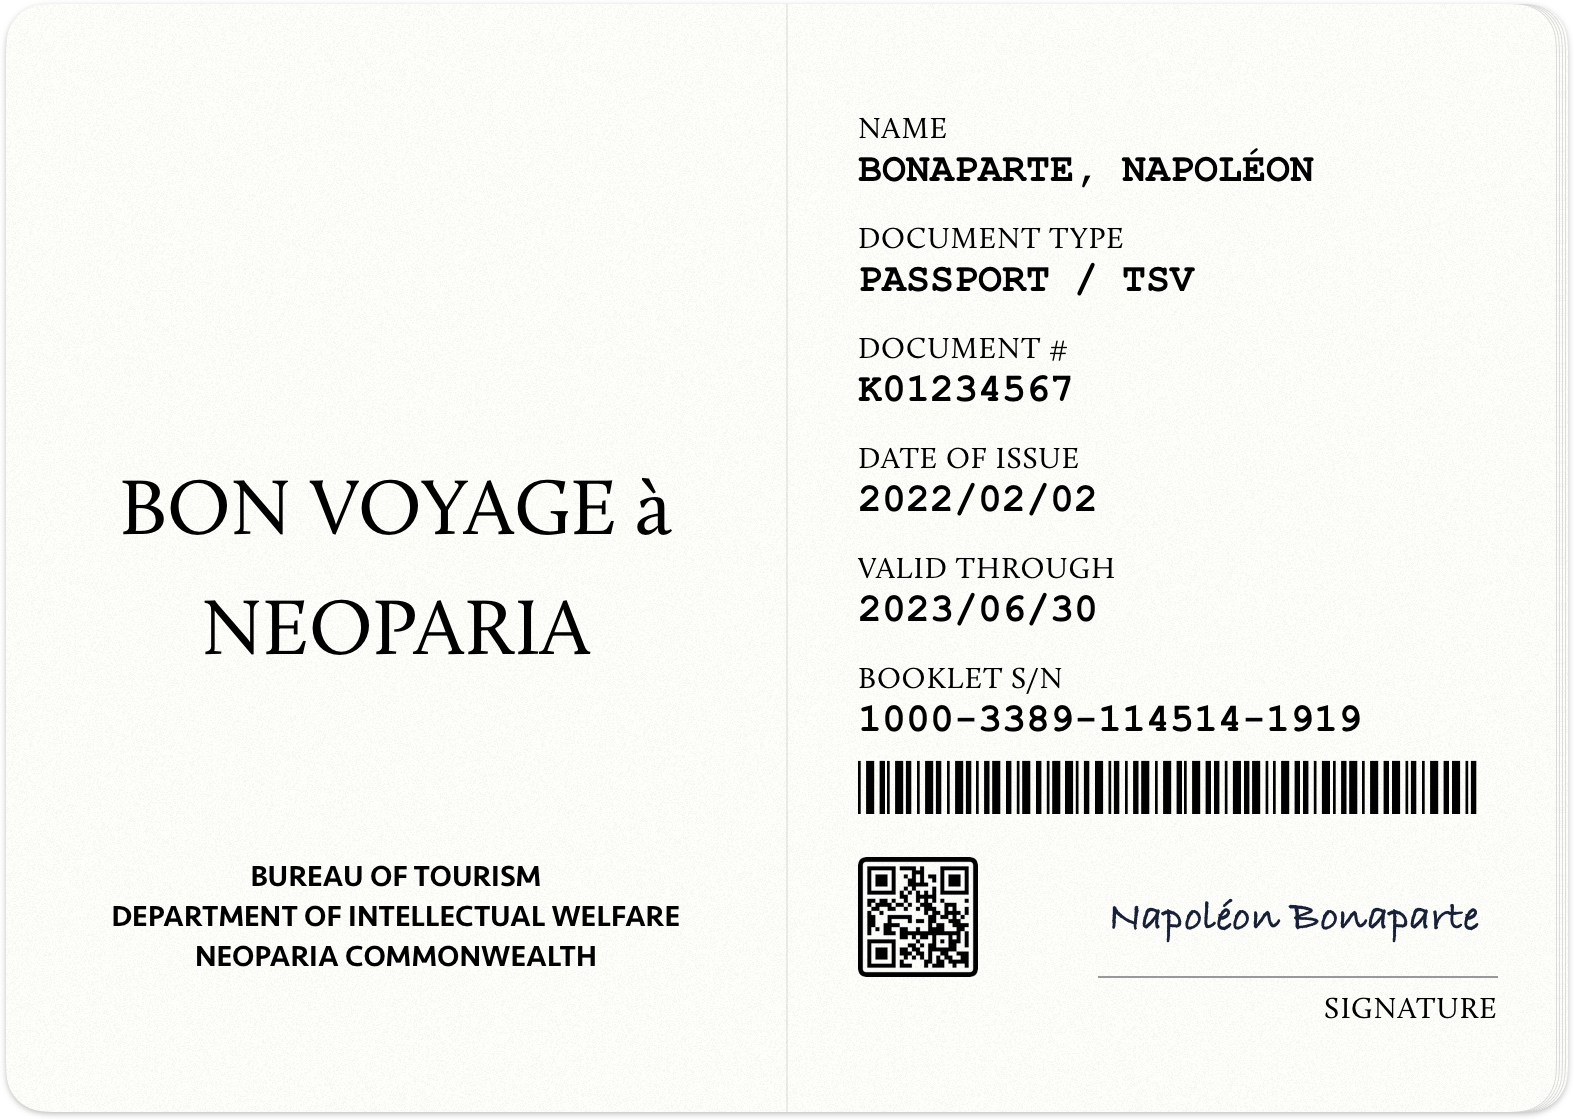 BON VOYAGE à
NEOPARIA
BUREAU OF TOURISM
DEPARTMENT OF INTELLECTUAL WELFARE
NEOPARIA COMMONWEALTH
NAME
BONAPARTE, NAPOLÉON
DOCUMENT TYPE
PASSPORT / TSV
DOCUMENT #
K01234567
DATE OF ISSUE
2022/02/02
VALID THROUGH
2023/06/30
BOOKLET S/N
1000-3389-114514-1919
Napoléon Bonaparte
SIGNATURE